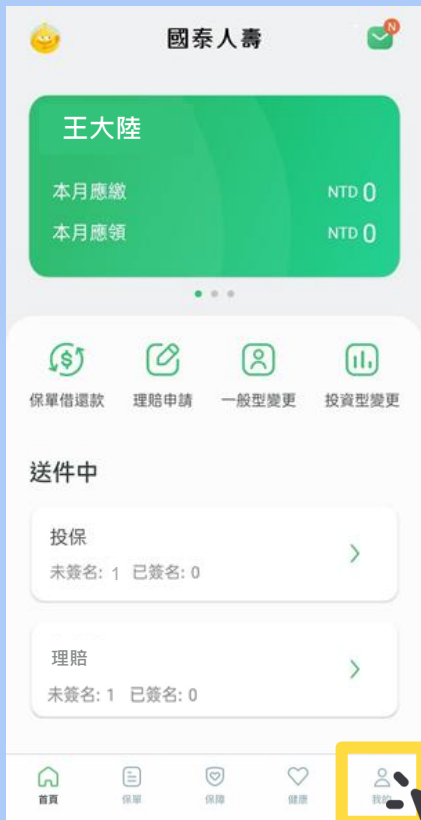 國泰人壽
N
王大陸
本月應繳 NTD 0
本月應領 NTD 0
保單借還款 理賠申請 一般型變更 投資型變更
送件中
投保
未簽名: 1 已簽名: 0
理賠
未簽名: 1 已簽名: 0
首頁 保單 保障 健康 我的